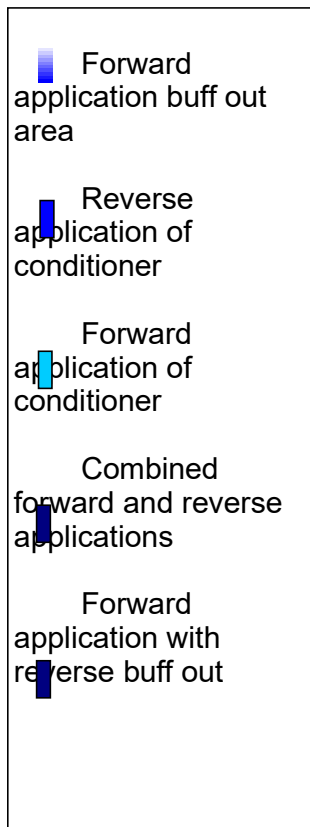 Forward
application buff out
area
Reverse
application of
conditioner
Forward
application of
conditioner
Combined
forward and reverse
applications
Forward
application with
reverse buff out